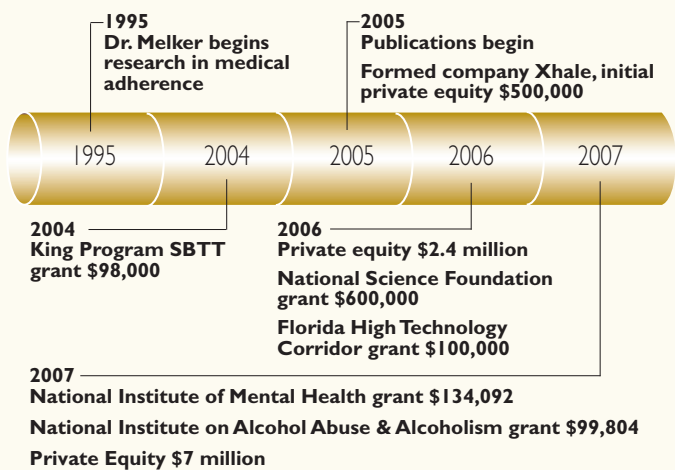 1995
Dr. Melker begins
research in medical
adherence
2005
Publications begin
Formed company Xhale, initial
private equity $500,000
1995 2004 2005 2006 2007
2004
King Program SBTT
grant $98,000
2006
Private equity $2.4 million
National Science Foundation
grant $600,000
Florida High Technology
Corridor grant $100,000
2007
National Institute of Mental Health grant $134,092
National Institute on Alcohol Abuse & Alcoholism grant $99,804
Private Equity $7 million